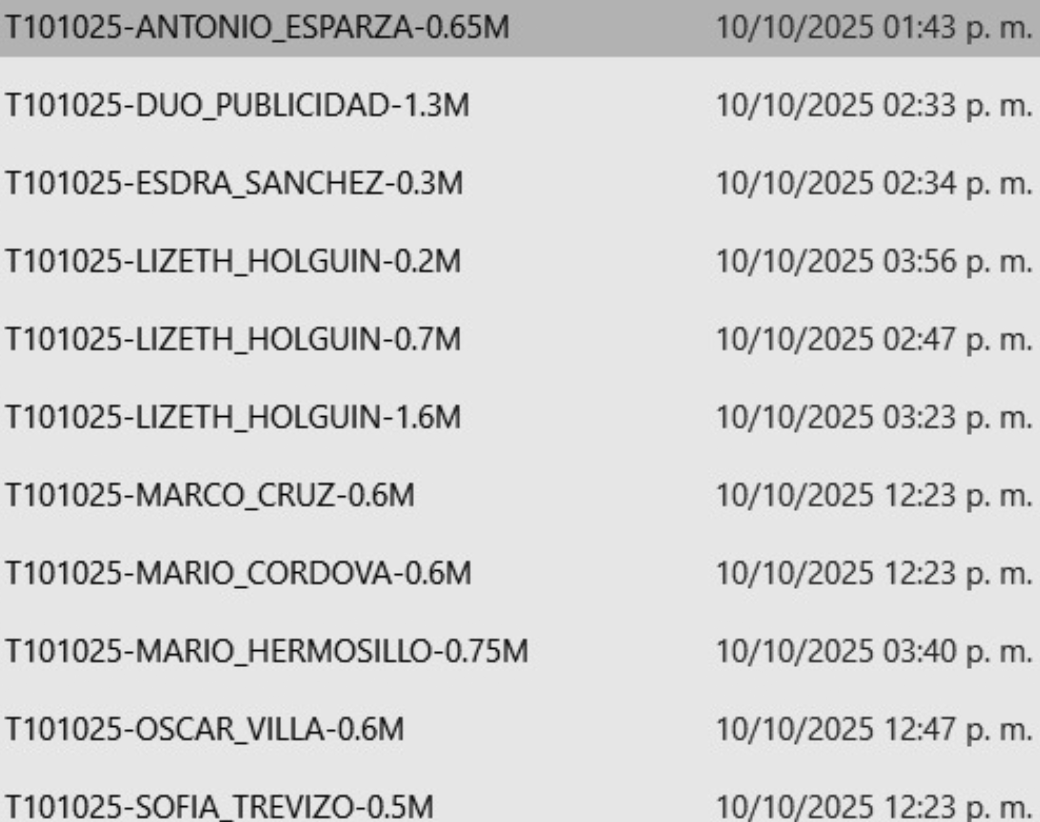 T101025-ANTONIO_ESPARZA-0.65M 10/10/2025 01:43 p. m.
T101025-DUO_PUBLICIDAD-1.3M 10/10/2025 02:33 p. m.
T101025-ESDRA_SANCHEZ-0.3M 10/10/2025 02:34 p. m.
T101025-LIZETH_HOLGUIN-0.2M 10/10/2025 03:56 p. m.
T101025-LIZETH_HOLGUIN-0.7M 10/10/2025 02:47 p. m.
T101025-LIZETH_HOLGUIN-1.6M 10/10/2025 03:23 p. m.
T101025-MARCO_CRUZ-0.6M 10/10/2025 12:23 p. m.
T101025-MARIO_CORDOVA-0.6M 10/10/2025 12:23 p. m.
T101025-MARIO_HERMOSILLO-0.75M 10/10/2025 03:40 p. m.
T101025-OSCAR_VILLA-0.6M 10/10/2025 12:47 p. m.
T101025-SOFIA_TREVIZO-0.5M 10/10/2025 12:23 p. m.